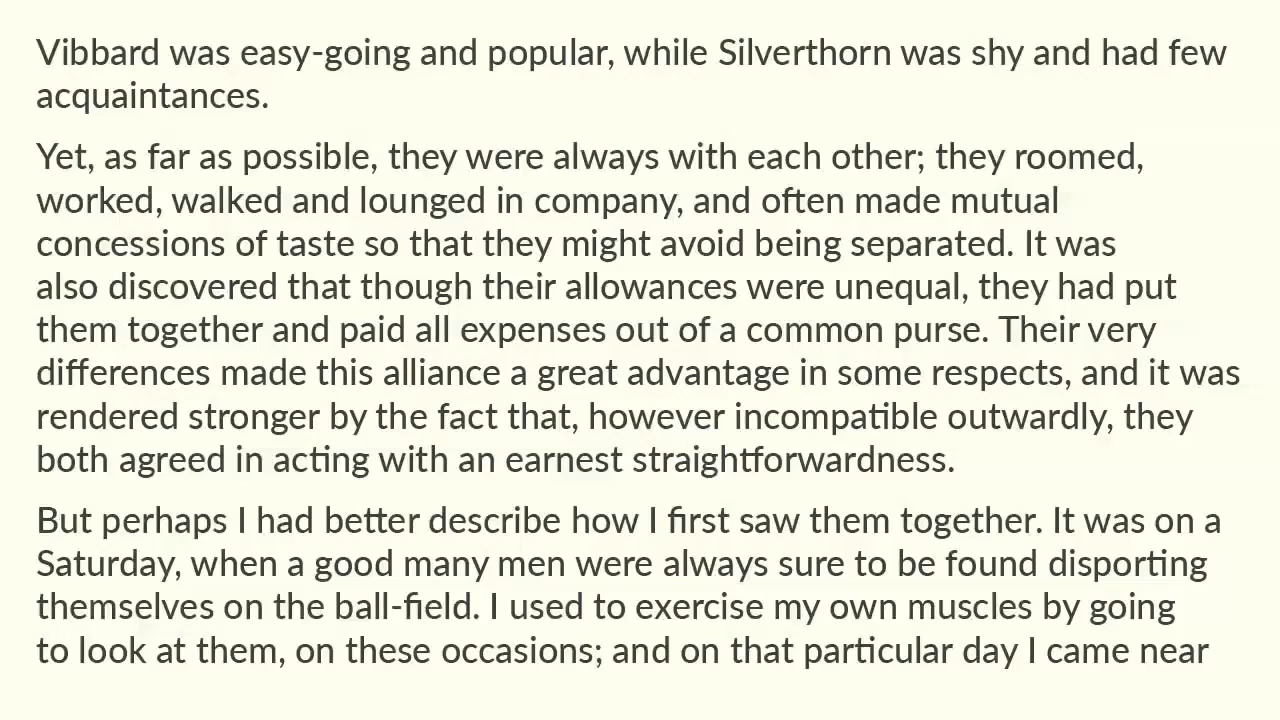 Vibbard was easy-going and popular, while Silverthorn was shy and had few
acquaintances.
Yet, as far as possible, they were always with each other; they roomed,
worked, walked and lounged in company, and often made mutual
concessions of taste so that they might avoid being separated. It was
also discovered that though their allowances were unequal, they had put
them together and paid all expenses out of a common purse. Their very
differences made this alliance a great advantage in some respects, and it was
rendered stronger by the fact that, however incompatible outwardly, they
both agreed in acting with an earnest straightforwardness.
But perhaps I had better describe how I first saw them together. It was on a
Saturday, when a good many men were always sure to be found disporting
themselves on the ball-field. I used to exercise my own muscles by going
to look at them, on these occasions; and on that particular day I came near